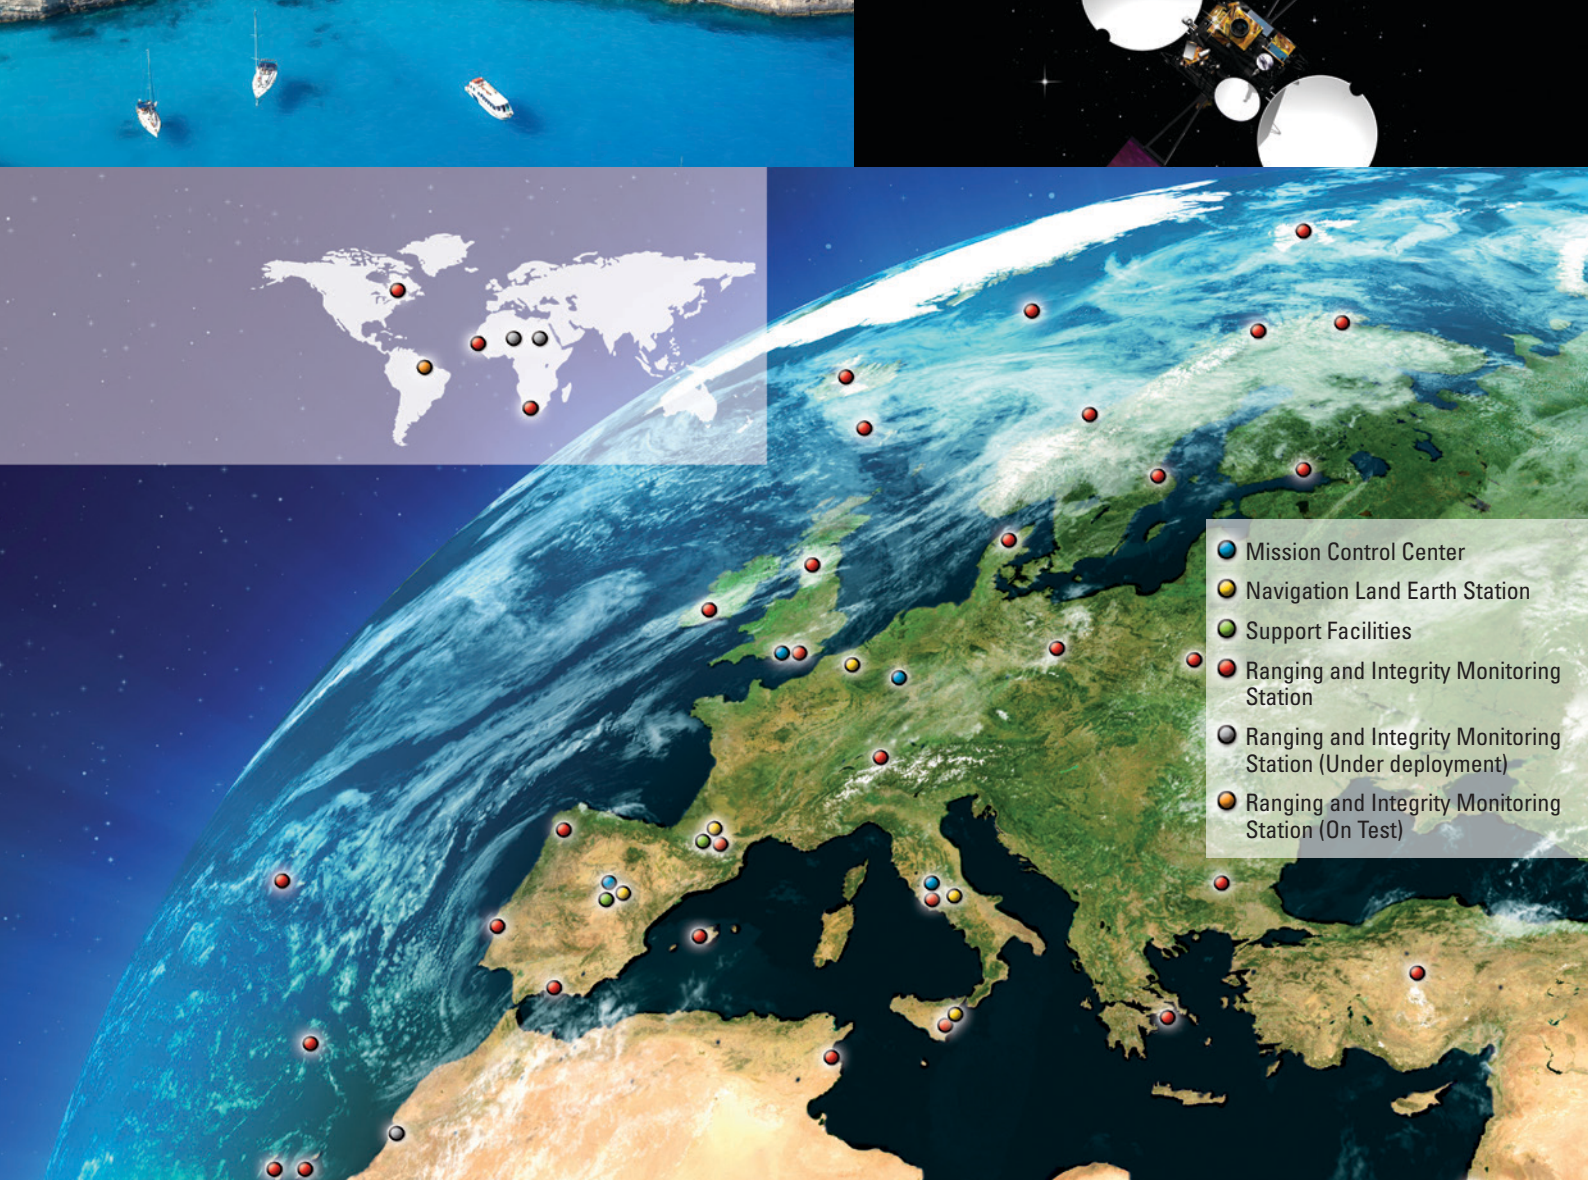 Mission Control Center
Navigation Land Earth Station
Support Facilities
Ranging and Integrity Monitoring
Station
Ranging and Integrity Monitoring
Station (Under deployment)
Ranging and Integrity Monitoring
Station (On Test)